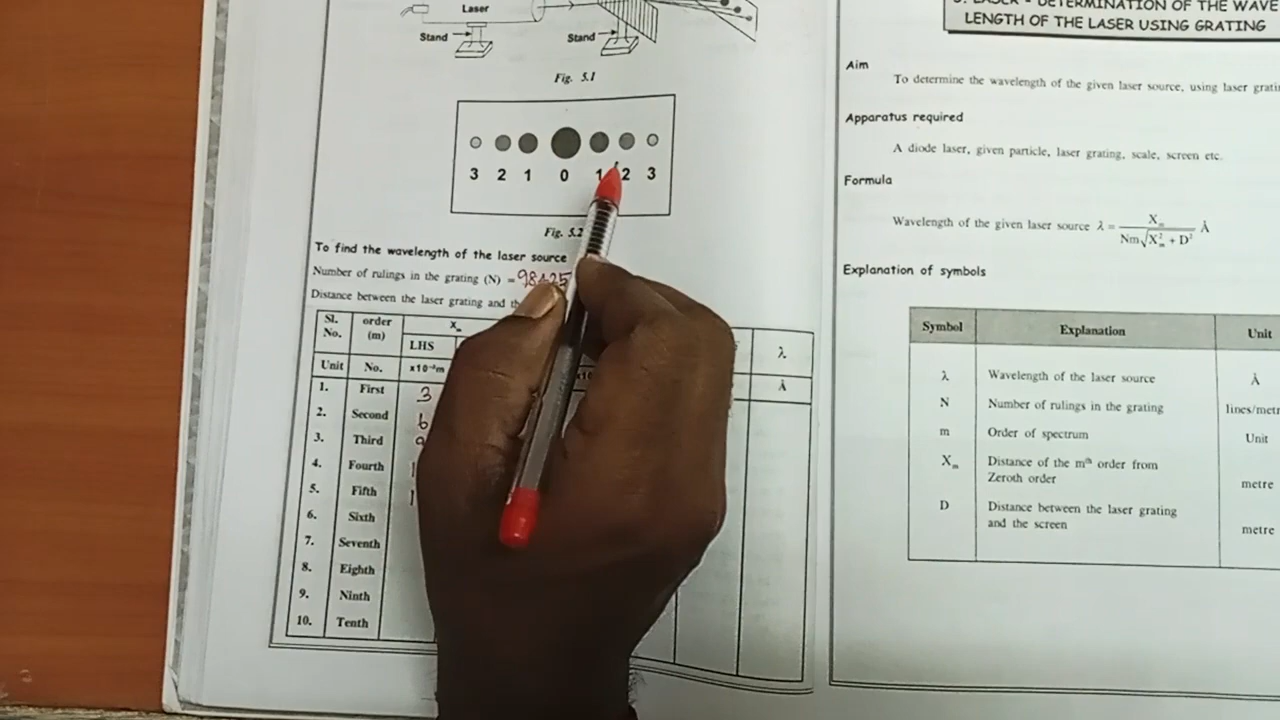 Laser
Stand
Stand
Fig. 5.1
3 2 1 0 1 2 3
Fig. 5.2
To find the wavelength of the laser source
Number of rulings in the grating (N) =
Distance between the laser grating and
Sl. No. order (m) Xm λ
LHS
Unit No. Å
1. First 3
2. Second 6
3. Third 9
4. Fourth
5. Fifth
6. Sixth
7. Seventh
8. Eighth
9. Ninth
10. Tenth
LENGTH OF THE LASER USING GRATING
Aim
To determine the wavelength of the given laser source, using laser
Apparatus required
A diode laser, given particle, laser grating, scale, screen etc.
Formula
Wavelength of the given laser source λ = Xm / Nm√X²m + D² Å
Explanation of symbols
Symbol Explanation Unit
λ Wavelength of the laser source Å
N Number of rulings in the grating
m Order of spectrum Unit
Xm Distance of the mth order from
Zeroth order metre
D Distance between the laser grating
and the screen metre